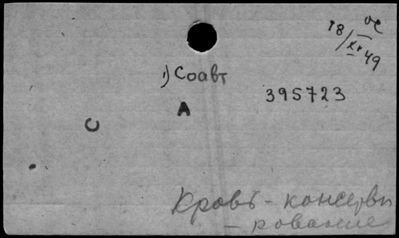 18/XI 49
1) Соавт
395723
А
С
Кровь - консерви
- рование